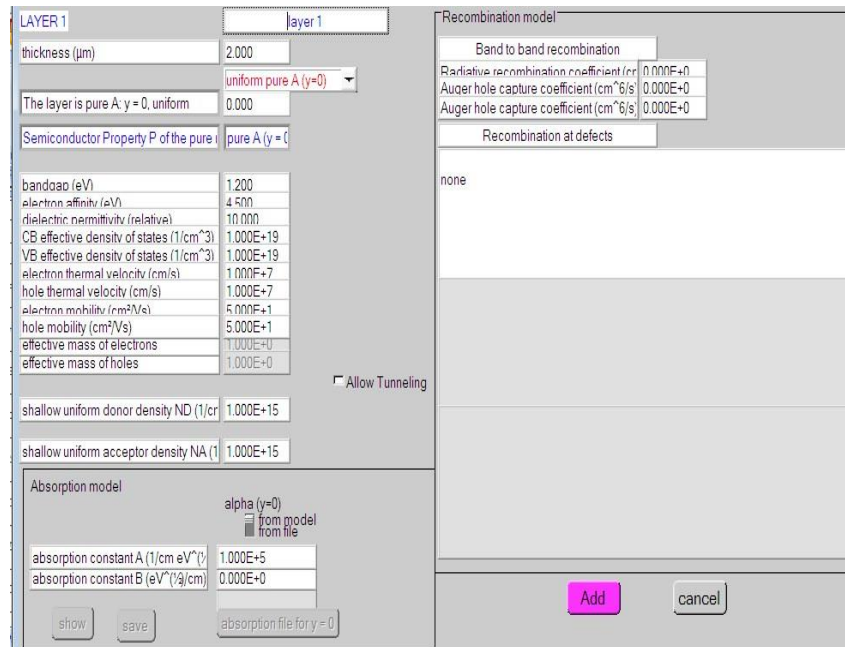 LAYER 1
layer 1
thickness (µm) 2.000
uniform pure A (y=0)
The layer is pure A: y = 0, uniform 0.000
Semiconductor Property P of the pure pure A (y = 0
bandgap (eV) 1.200
electron affinity (eV) 4.500
dielectric permittivity (relative) 10.000
CB effective density of states (1/cm^3) 1.000E+19
VB effective density of states (1/cm^3) 1.000E+19
electron thermal velocity (cm/s) 1.000E+7
hole thermal velocity (cm/s) 1.000E+7
electron mobility (cm²/Vs) 5.000E+1
hole mobility (cm²/Vs) 5.000E+1
effective mass of electrons 1.000E+0
effective mass of holes 1.000E+0
Allow Tunneling
shallow uniform donor density ND (1/cr 1.000E+15
shallow uniform acceptor density NA (1 1.000E+15
Absorption model
alpha (y=0)
from model
from file
absorption constant A (1/cm eV^(½ 1.000E+5
absorption constant B (eV^(½)/cm) 0.000E+0
show
save
absorption file for y = 0
Recombination model
Band to band recombination
Radiative recombination coefficient (cr 0.000E+0
Auger hole capture coefficient (cm^6/s 0.000E+0
Auger hole capture coefficient (cm^6/s 0.000E+0
Recombination at defects
none
Add
cancel